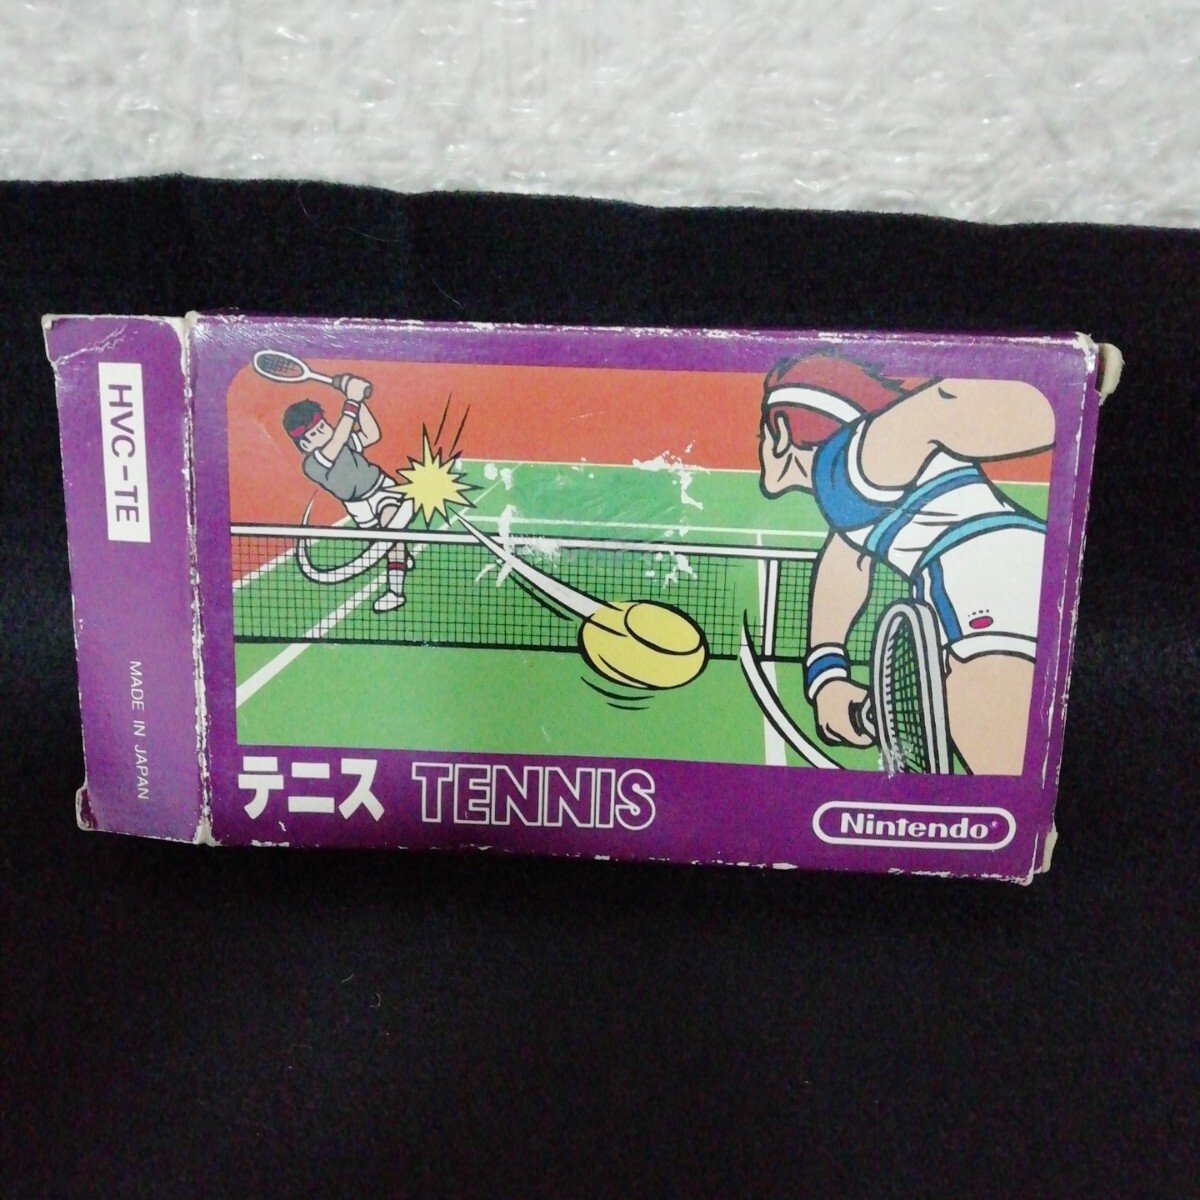 HVC-TE
MADE IN JAPAN
テニス TENNIS
Nintendo